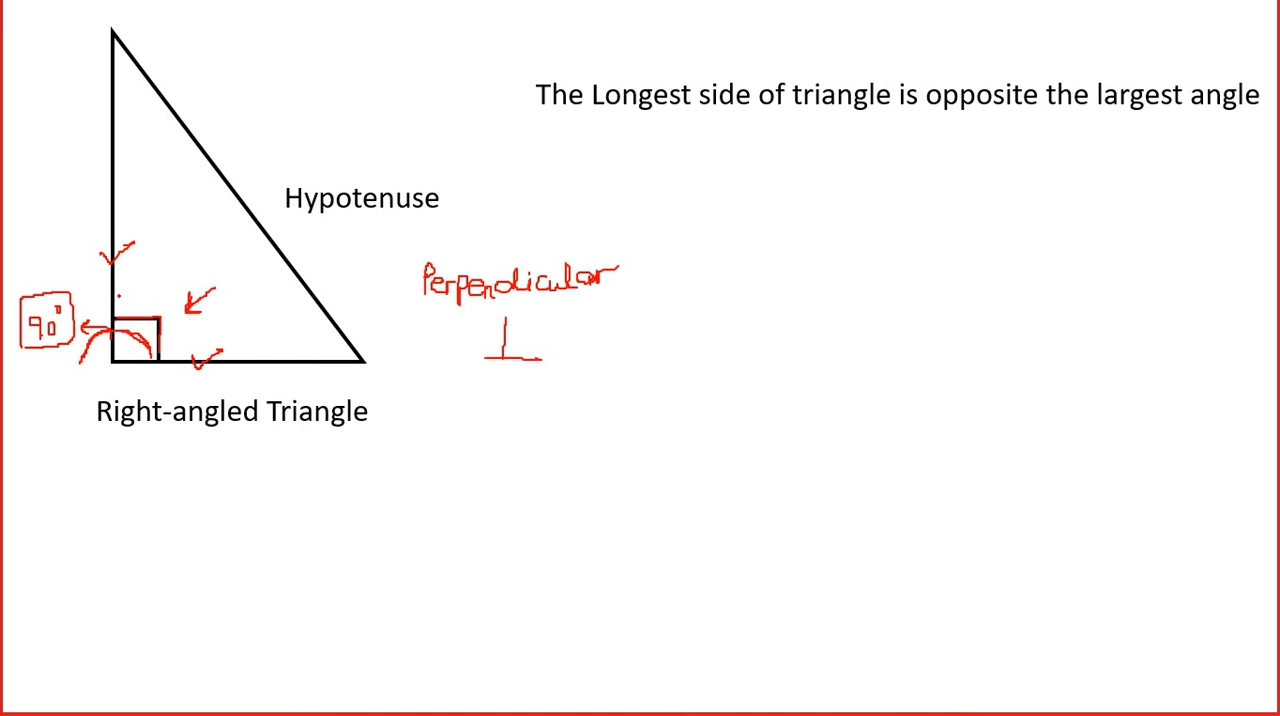 The Longest side of triangle is opposite the largest angle
Hypotenuse
Perpendicular
⊥
90°
Right-angled Triangle